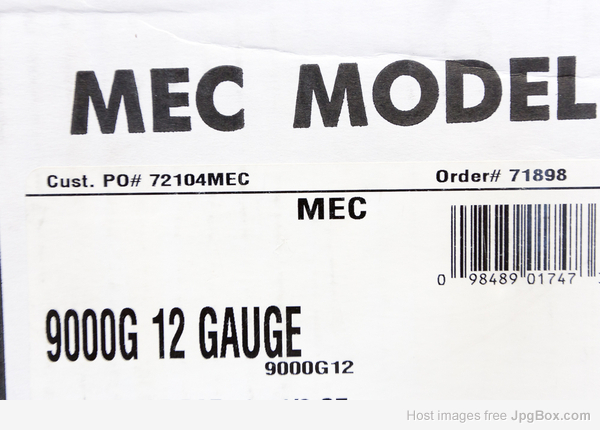 MEC MODEL
Cust. PO# 72104MEC Order# 71898
MEC
0 98489 01747
9000G 12 GAUGE
9000G12
Host images free JpgBox.com